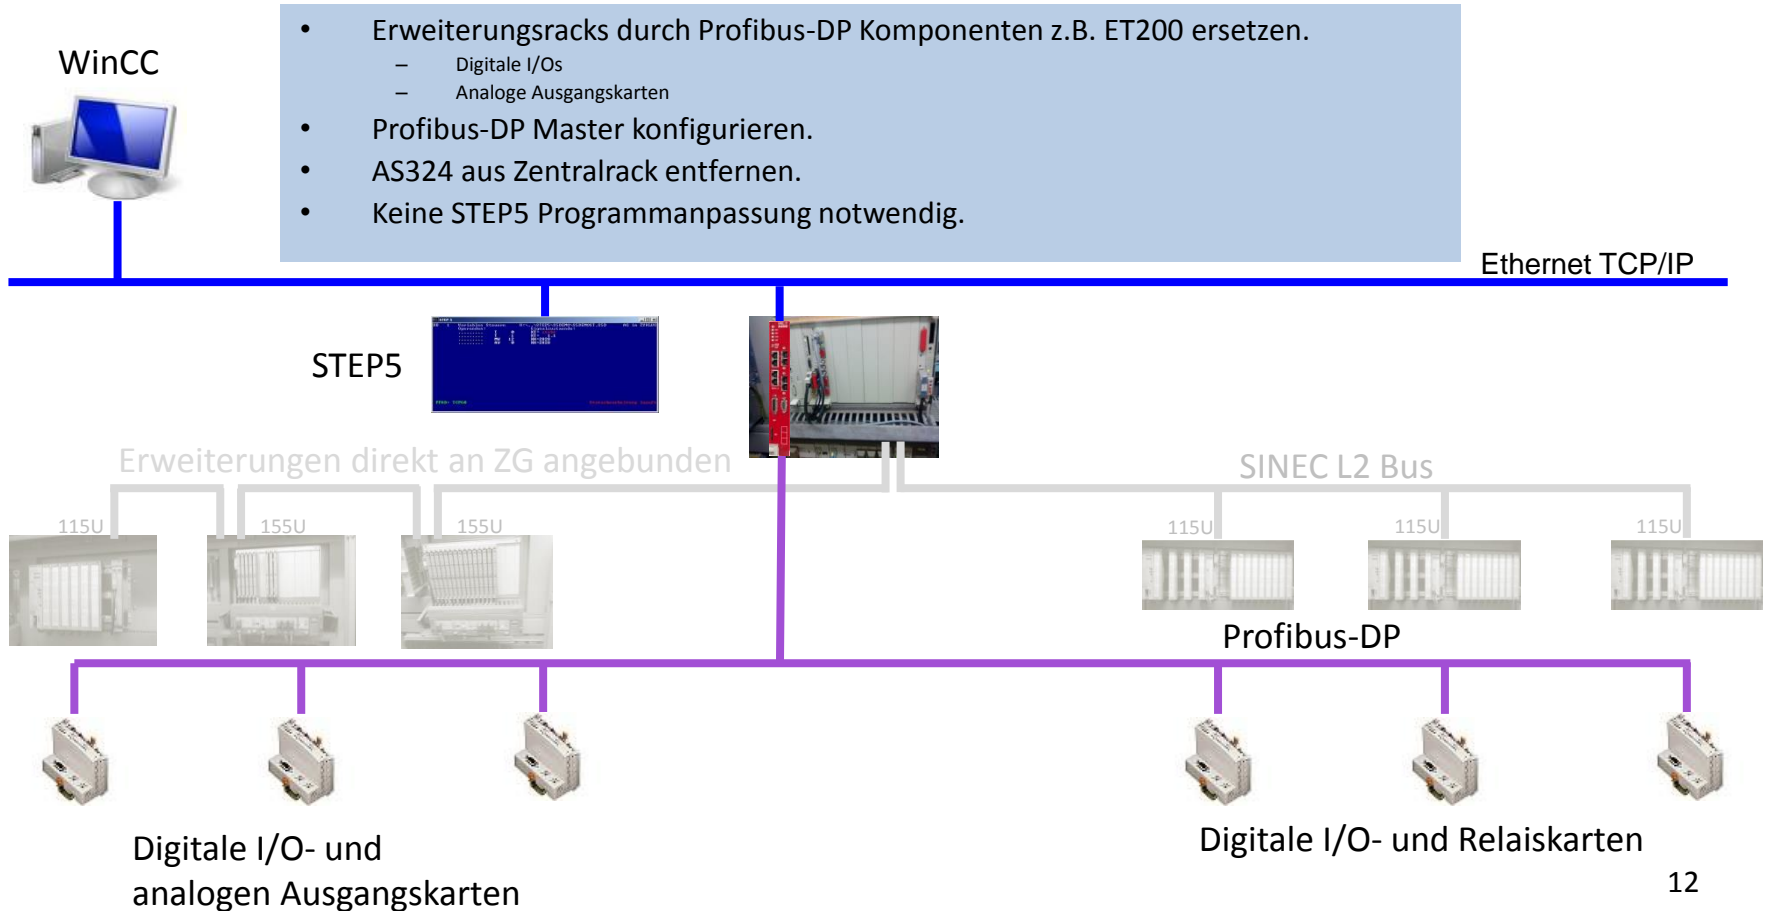 • Erweiterungsracks durch Profibus-DP Komponenten z.B. ET200 ersetzen.
– Digitale I/Os
– Analoge Ausgangskarten
• Profibus-DP Master konfigurieren.
• AS324 aus Zentralrack entfernen.
• Keine STEP5 Programmanpassung notwendig.
WinCC
Ethernet TCP/IP
STEP5
Erweiterungen direkt an ZG angebunden
SINEC L2 Bus
115U
155U
155U
115U
115U
115U
Profibus-DP
Digitale I/O- und
analogen Ausgangskarten
Digitale I/O- und Relaiskarten
12